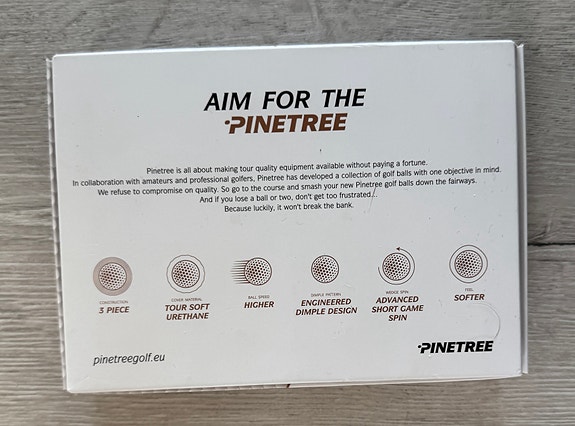 AIM FOR THE
PINETREE
Pinetree is all about making tour quality equipment available without paying a fortune.
In collaboration with amateurs and professional golfers, Pinetree has developed a collection of golf balls with one objective in mind.
We refuse to compromise on quality. So go to the course and smash your new Pinetree golf balls down the fairways.
And if you lose a ball or two, don't get too frustrated...
Because luckily, it won't break the bank.
CONSTRUCTION
3 PIECE
COVER MATERIAL
TOUR SOFT
URETHANE
BALL SPEED
HIGHER
DIMPLE PATTERN
ENGINEERED
DIMPLE DESIGN
WEDGE SPIN
ADVANCED
SHORT GAME
SPIN
FEEL
SOFTER
pinetreegolf.eu
PINETREE